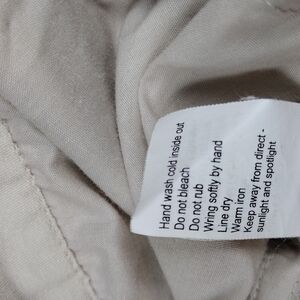 Hand wash cold inside out
Do not bleach
Do not rub
Wring softly by hand
Line dry
Warm iron
Keep away from direct -
sunlight and spotlight